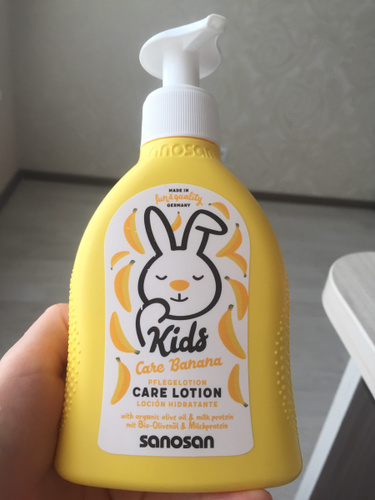 sanosan
MADE IN
fun & quality
GERMANY
Kids
Care Banana
PFLEGELOTION
CARE LOTION
LOCIÓN HIDRATANTE
with organic olive oil & milk protein
mit Bio-Olivenöl & Milchprotein
sanosan